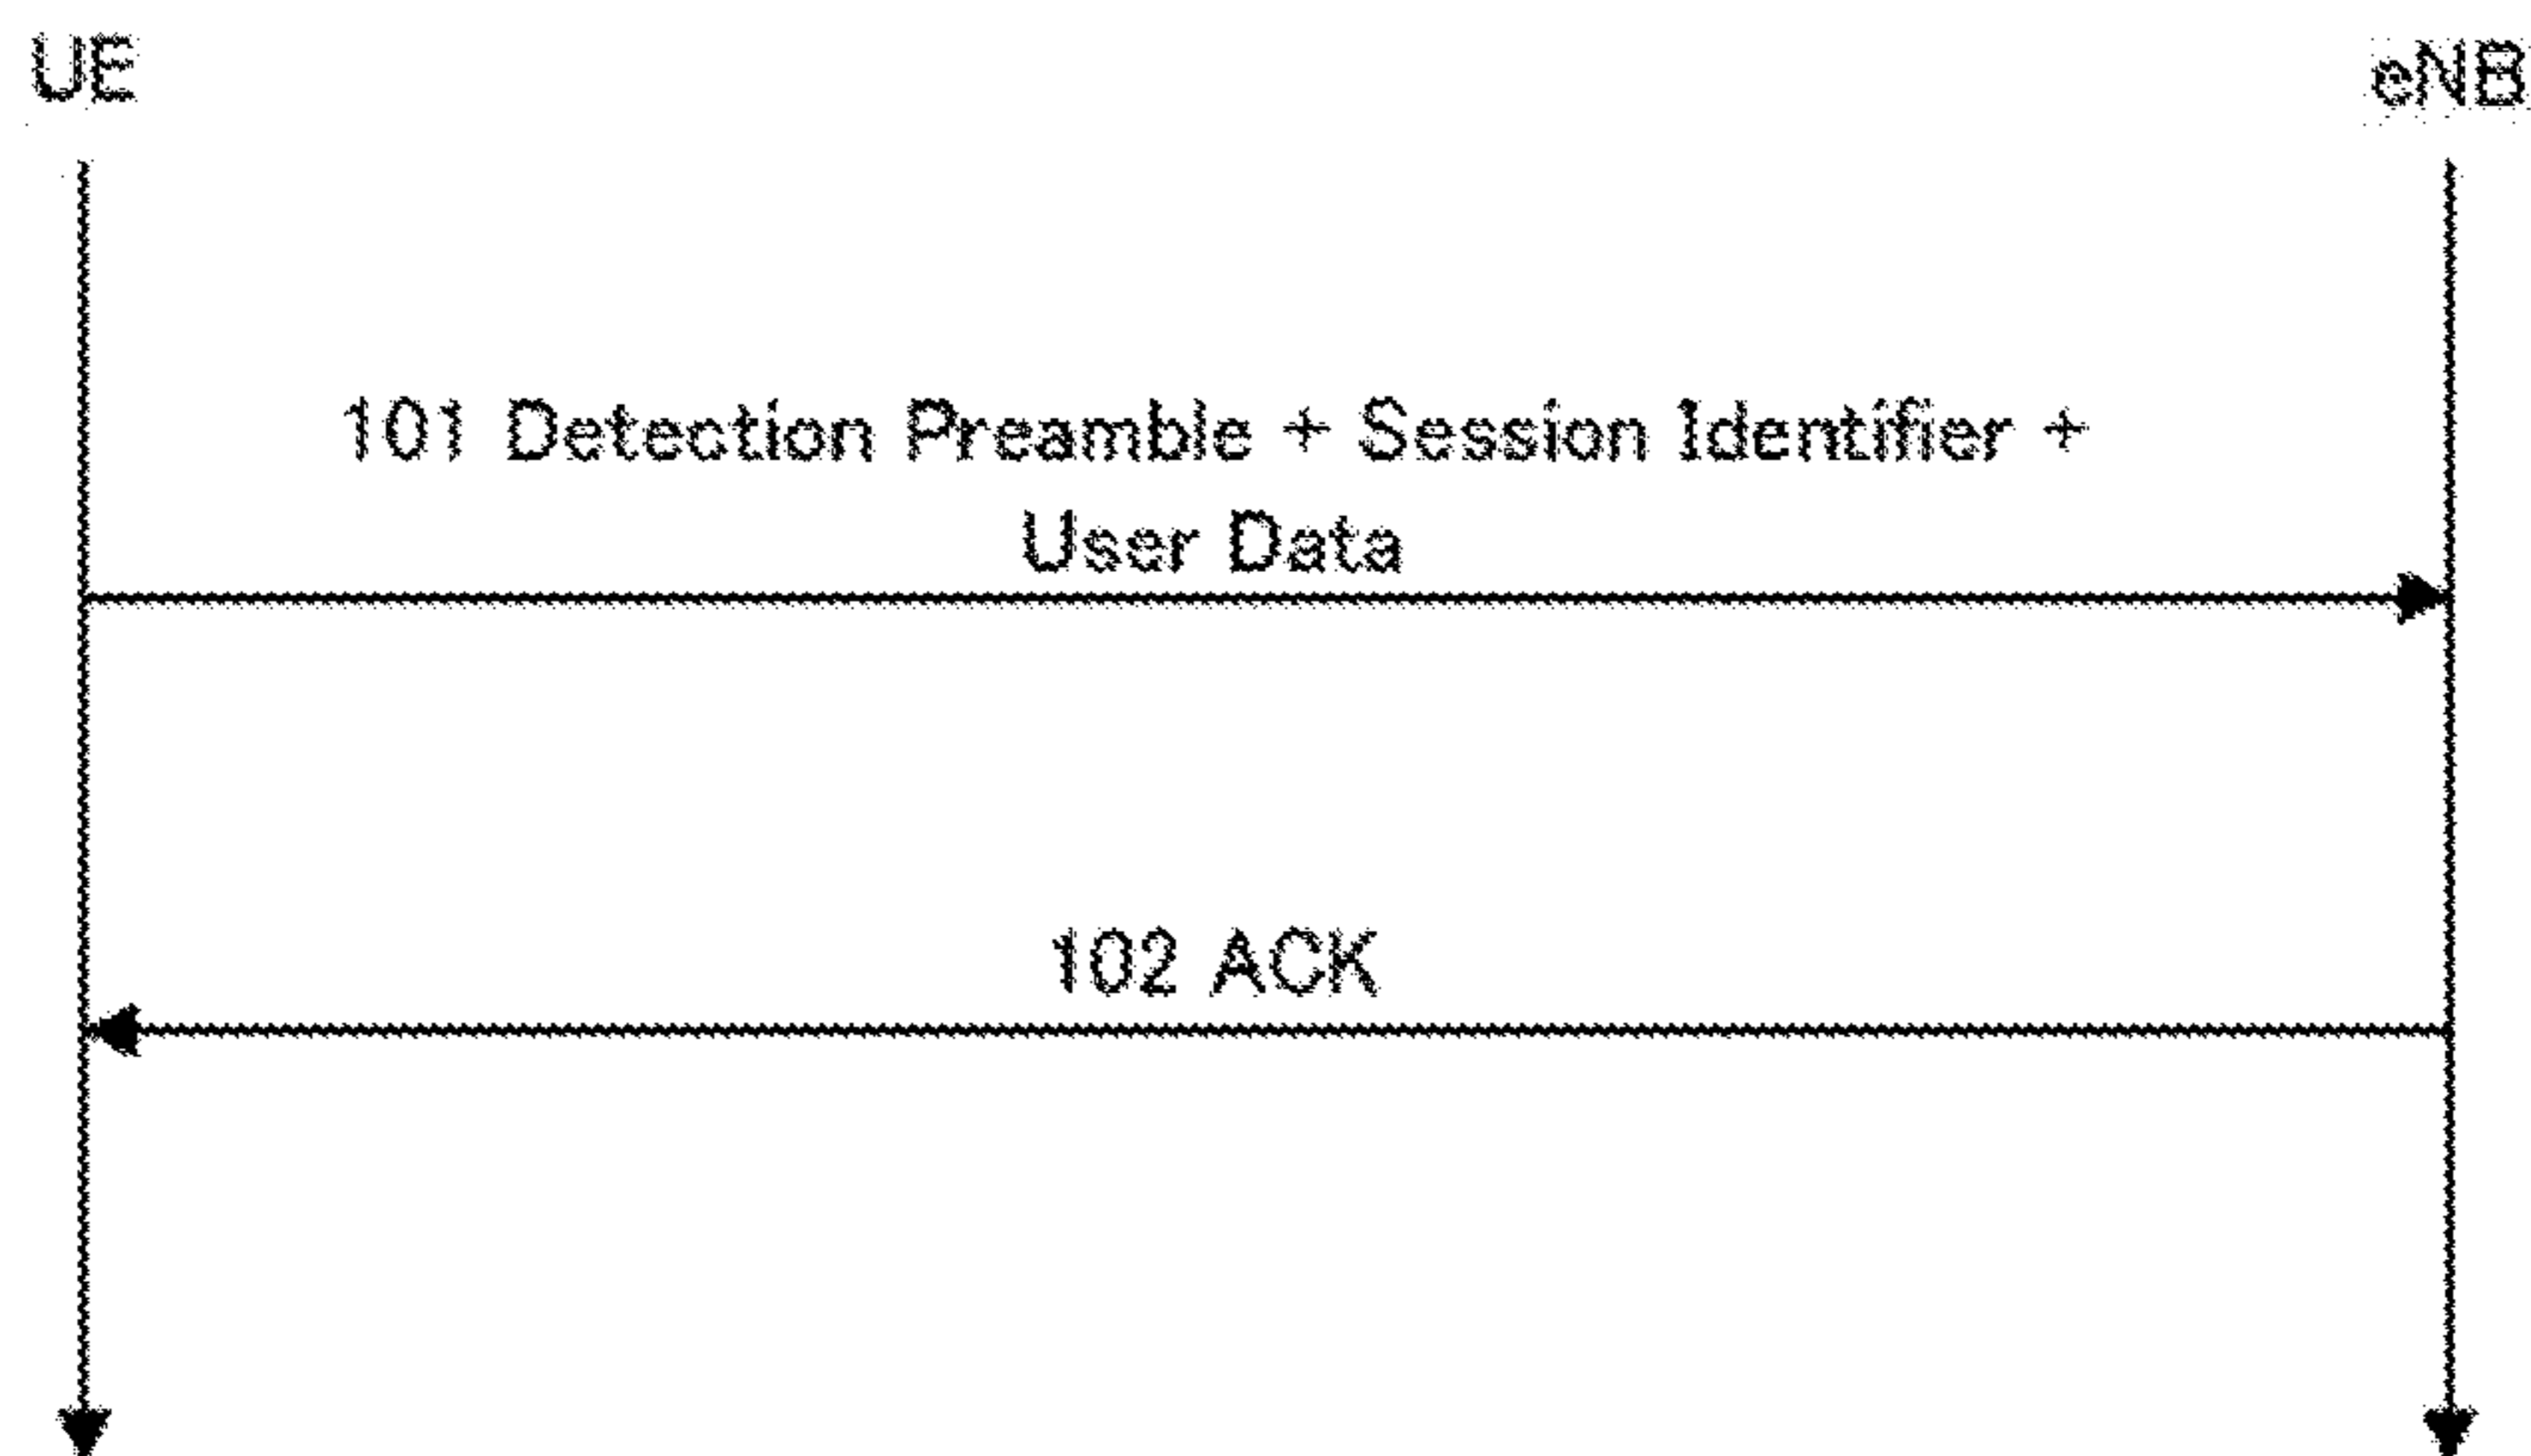 UE
eNB
101 Detection Preamble + Session Identifier +
User Data
102 ACK